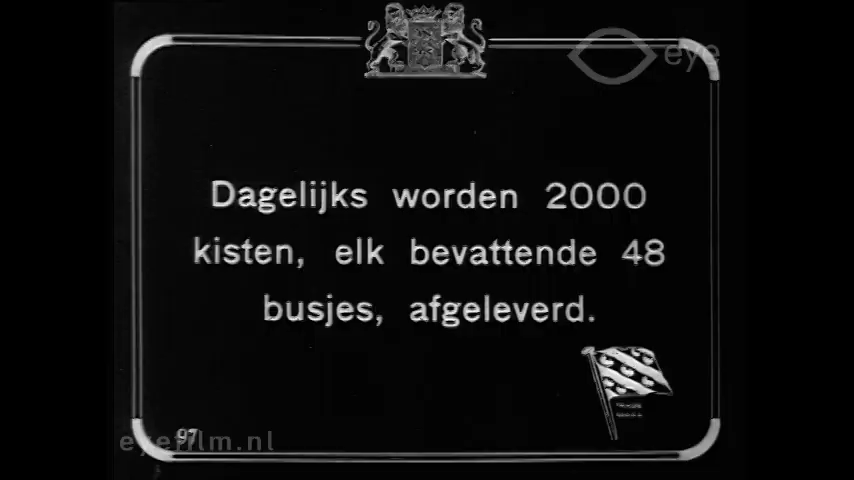 eye
Dagelijks worden 2000
kisten, elk bevattende 48
busjes, afgeleverd.
97
eyefilm.nl